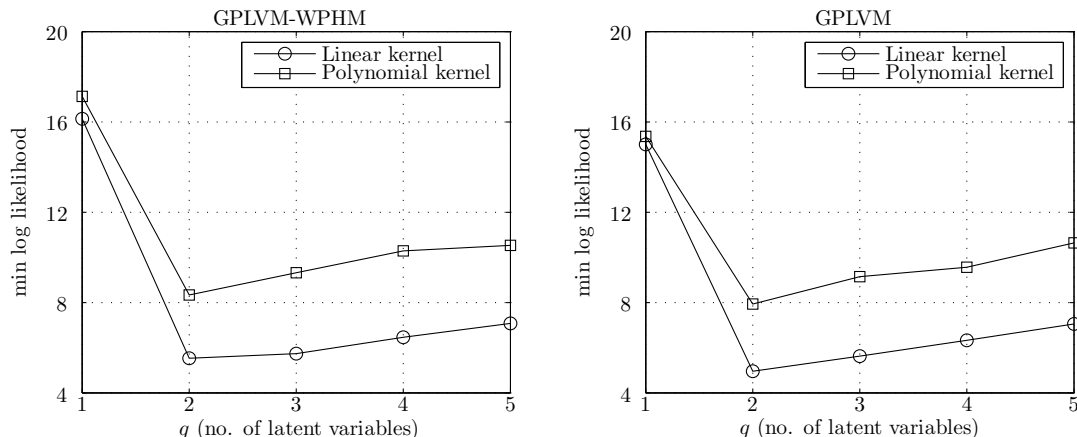 GPLVM-WPHM
20
16
12
8
4
min log likelihood
Linear kernel
Polynomial kernel
1 2 3 4 5
q (no. of latent variables)
GPLVM
20
16
12
8
4
min log likelihood
Linear kernel
Polynomial kernel
1 2 3 4 5
q (no. of latent variables)